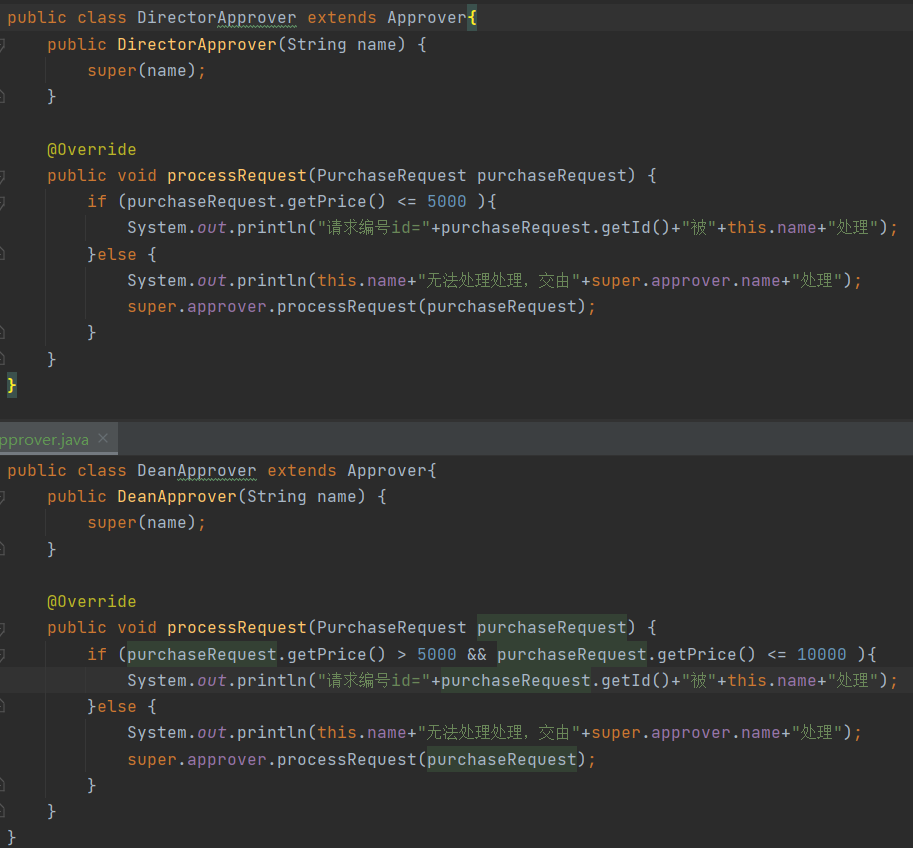 public class DirectorApprover extends Approver{
public DirectorApprover(String name) {
super(name);
}
@Override
public void processRequest(PurchaseRequest purchaseRequest) {
if (purchaseRequest.getPrice() <= 5000 ){
System.out.println("请求编号id="+purchaseRequest.getId()+"被"+this.name+"处理");
}else {
System.out.println(this.name+"无法处理处理，交由"+super.approver.name+"处理");
super.approver.processRequest(purchaseRequest);
}
}
}
pprover.java ×
public class DeanApprover extends Approver{
public DeanApprover(String name) {
super(name);
}
@Override
public void processRequest(PurchaseRequest purchaseRequest) {
if (purchaseRequest.getPrice() > 5000 && purchaseRequest.getPrice() <= 10000 ){
System.out.println("请求编号id="+purchaseRequest.getId()+"被"+this.name+"处理");
}else {
System.out.println(this.name+"无法处理处理，交由"+super.approver.name+"处理");
super.approver.processRequest(purchaseRequest);
}
}
}